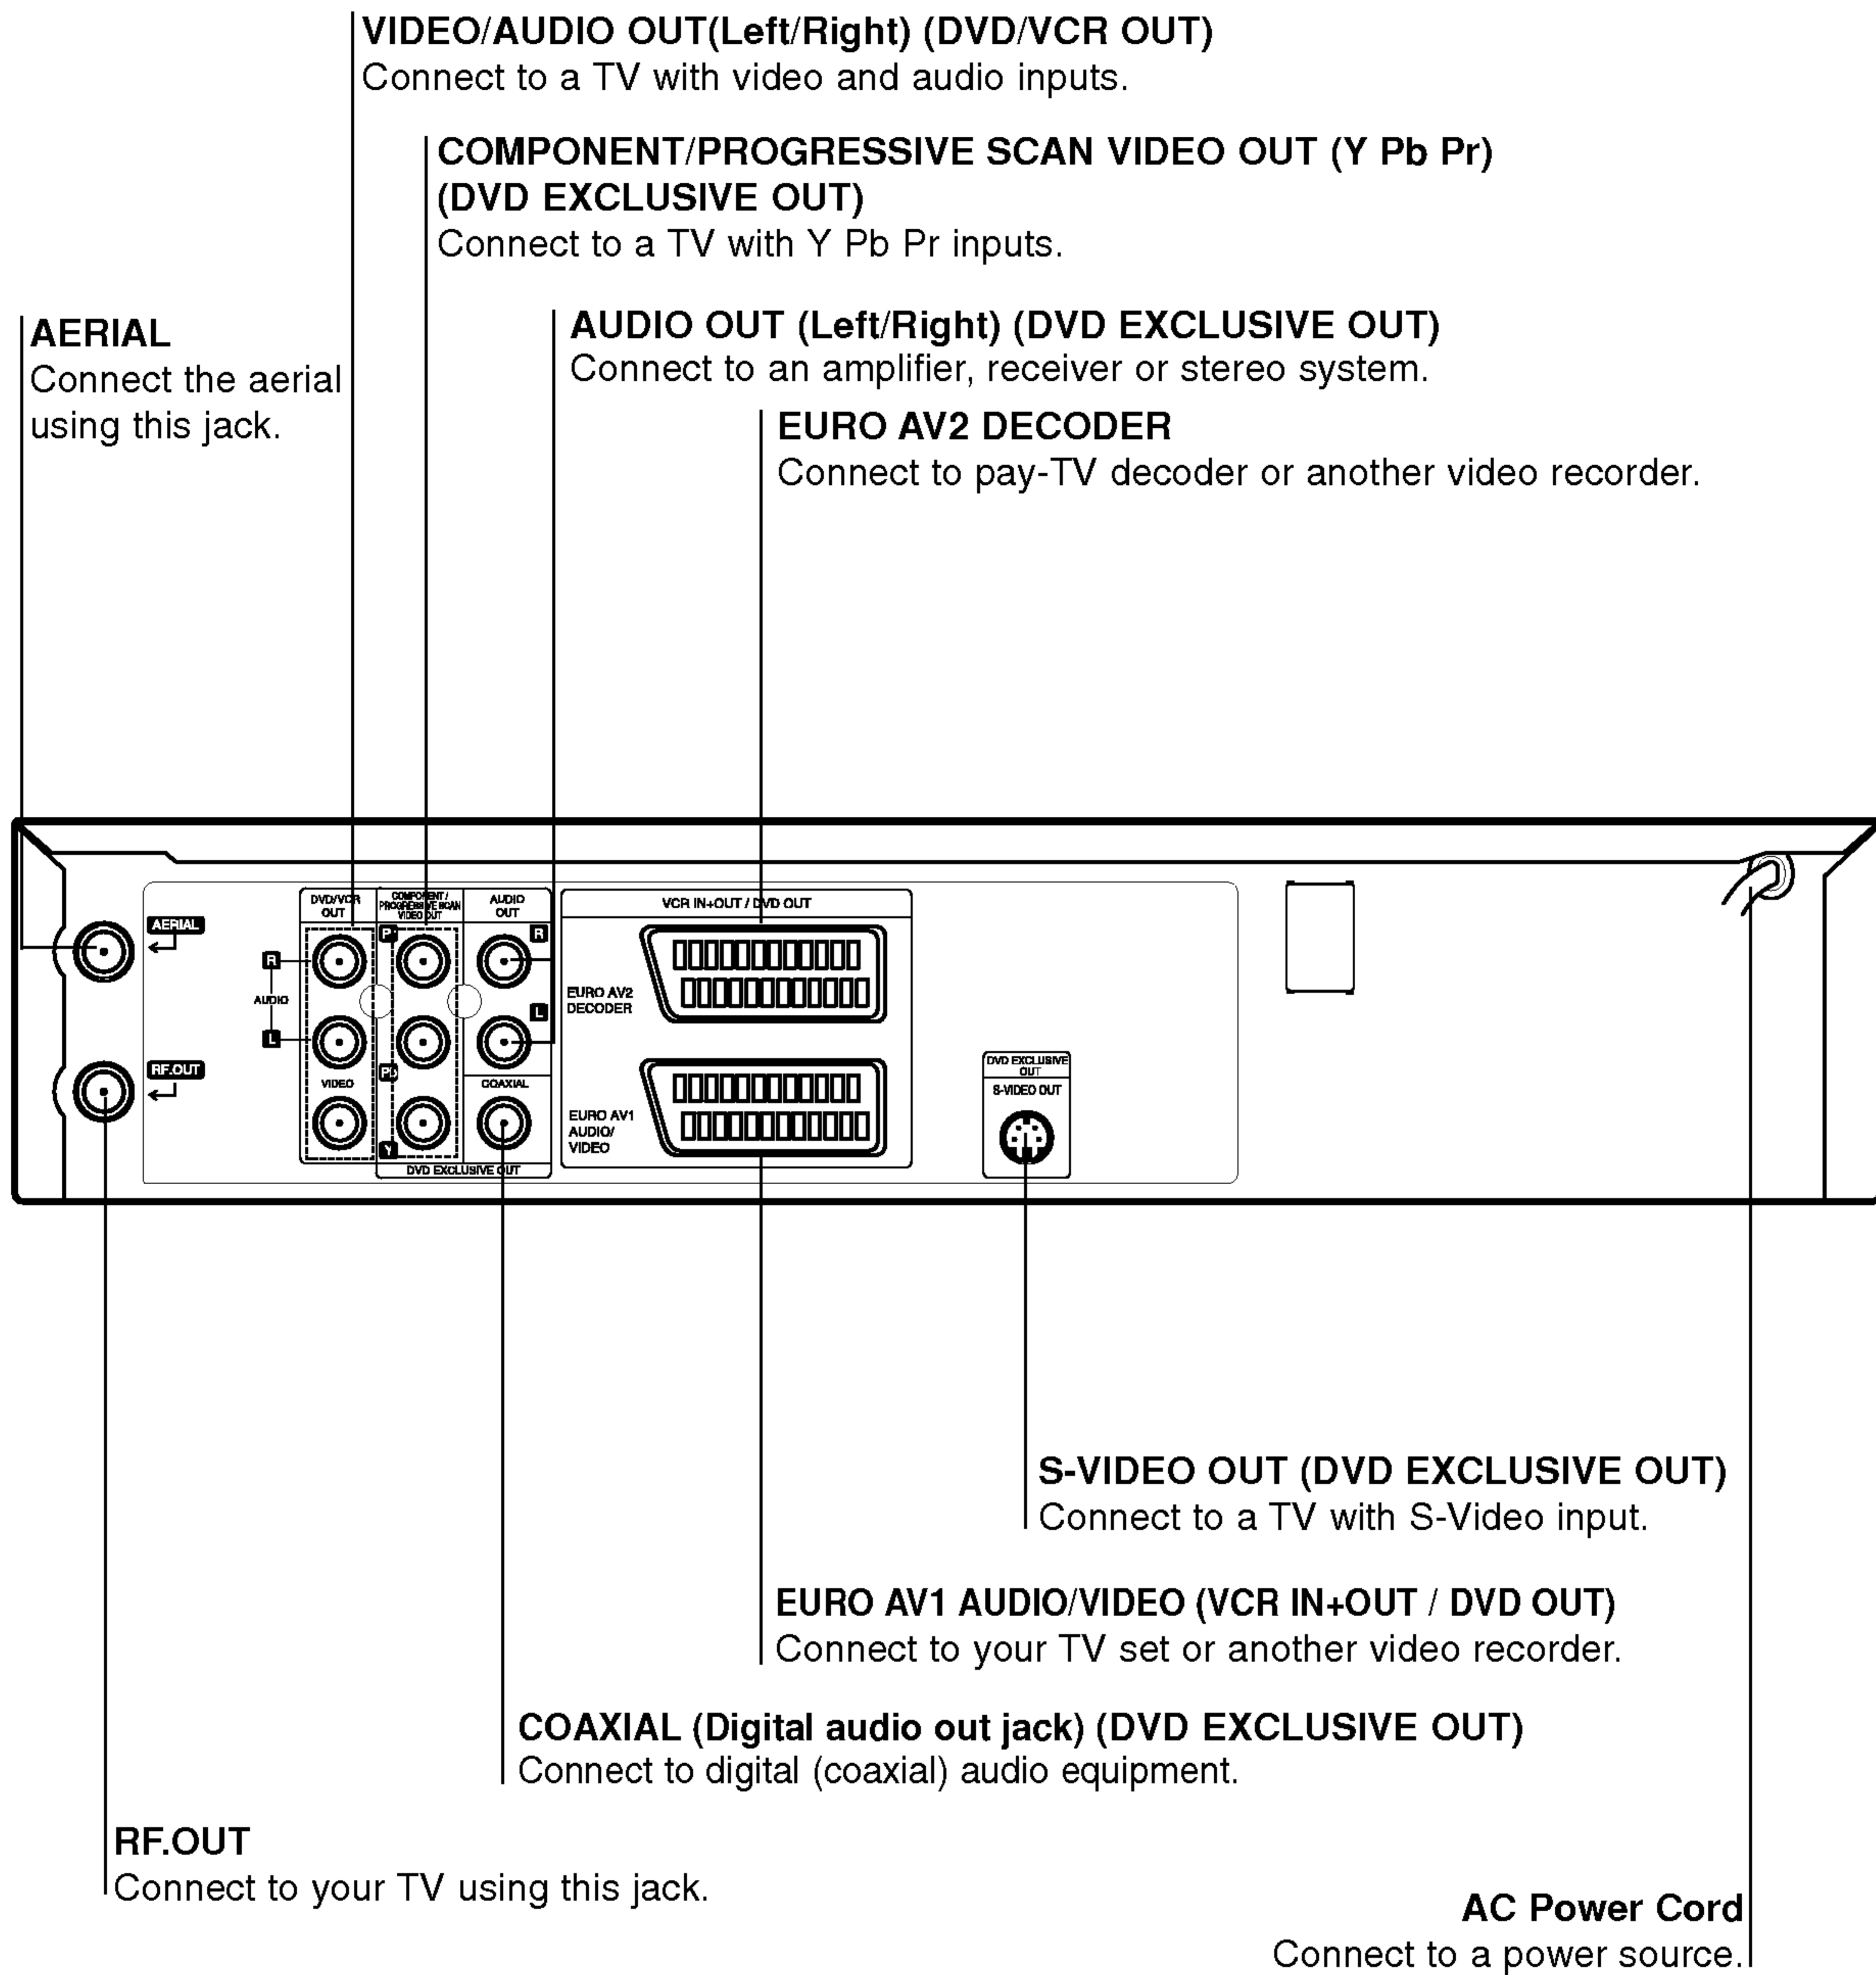 VIDEO/AUDIO OUT(Left/Right) (DVD/VCR OUT)
Connect to a TV with video and audio inputs.
COMPONENT/PROGRESSIVE SCAN VIDEO OUT (Y Pb Pr)
(DVD EXCLUSIVE OUT)
Connect to a TV with Y Pb Pr inputs.
AERIAL
Connect the aerial
using this jack.
AUDIO OUT (Left/Right) (DVD EXCLUSIVE OUT)
Connect to an amplifier, receiver or stereo system.
EURO AV2 DECODER
Connect to pay-TV decoder or another video recorder.
AERIAL
RF.OUT
R
AUDIO
L
DVD/VCR
OUT
VIDEO
COMPONENT /
PROGRESSIVE SCAN
VIDEO OUT
Pr
Pb
Y
AUDIO
OUT
R
L
COAXIAL
DVD EXCLUSIVE OUT
VCR IN+OUT / DVD OUT
EURO AV2
DECODER
EURO AV1
AUDIO/
VIDEO
DVD EXCLUSIVE
OUT
S-VIDEO OUT
S-VIDEO OUT (DVD EXCLUSIVE OUT)
Connect to a TV with S-Video input.
EURO AV1 AUDIO/VIDEO (VCR IN+OUT / DVD OUT)
Connect to your TV set or another video recorder.
COAXIAL (Digital audio out jack) (DVD EXCLUSIVE OUT)
Connect to digital (coaxial) audio equipment.
RF.OUT
Connect to your TV using this jack.
AC Power Cord
Connect to a power source.